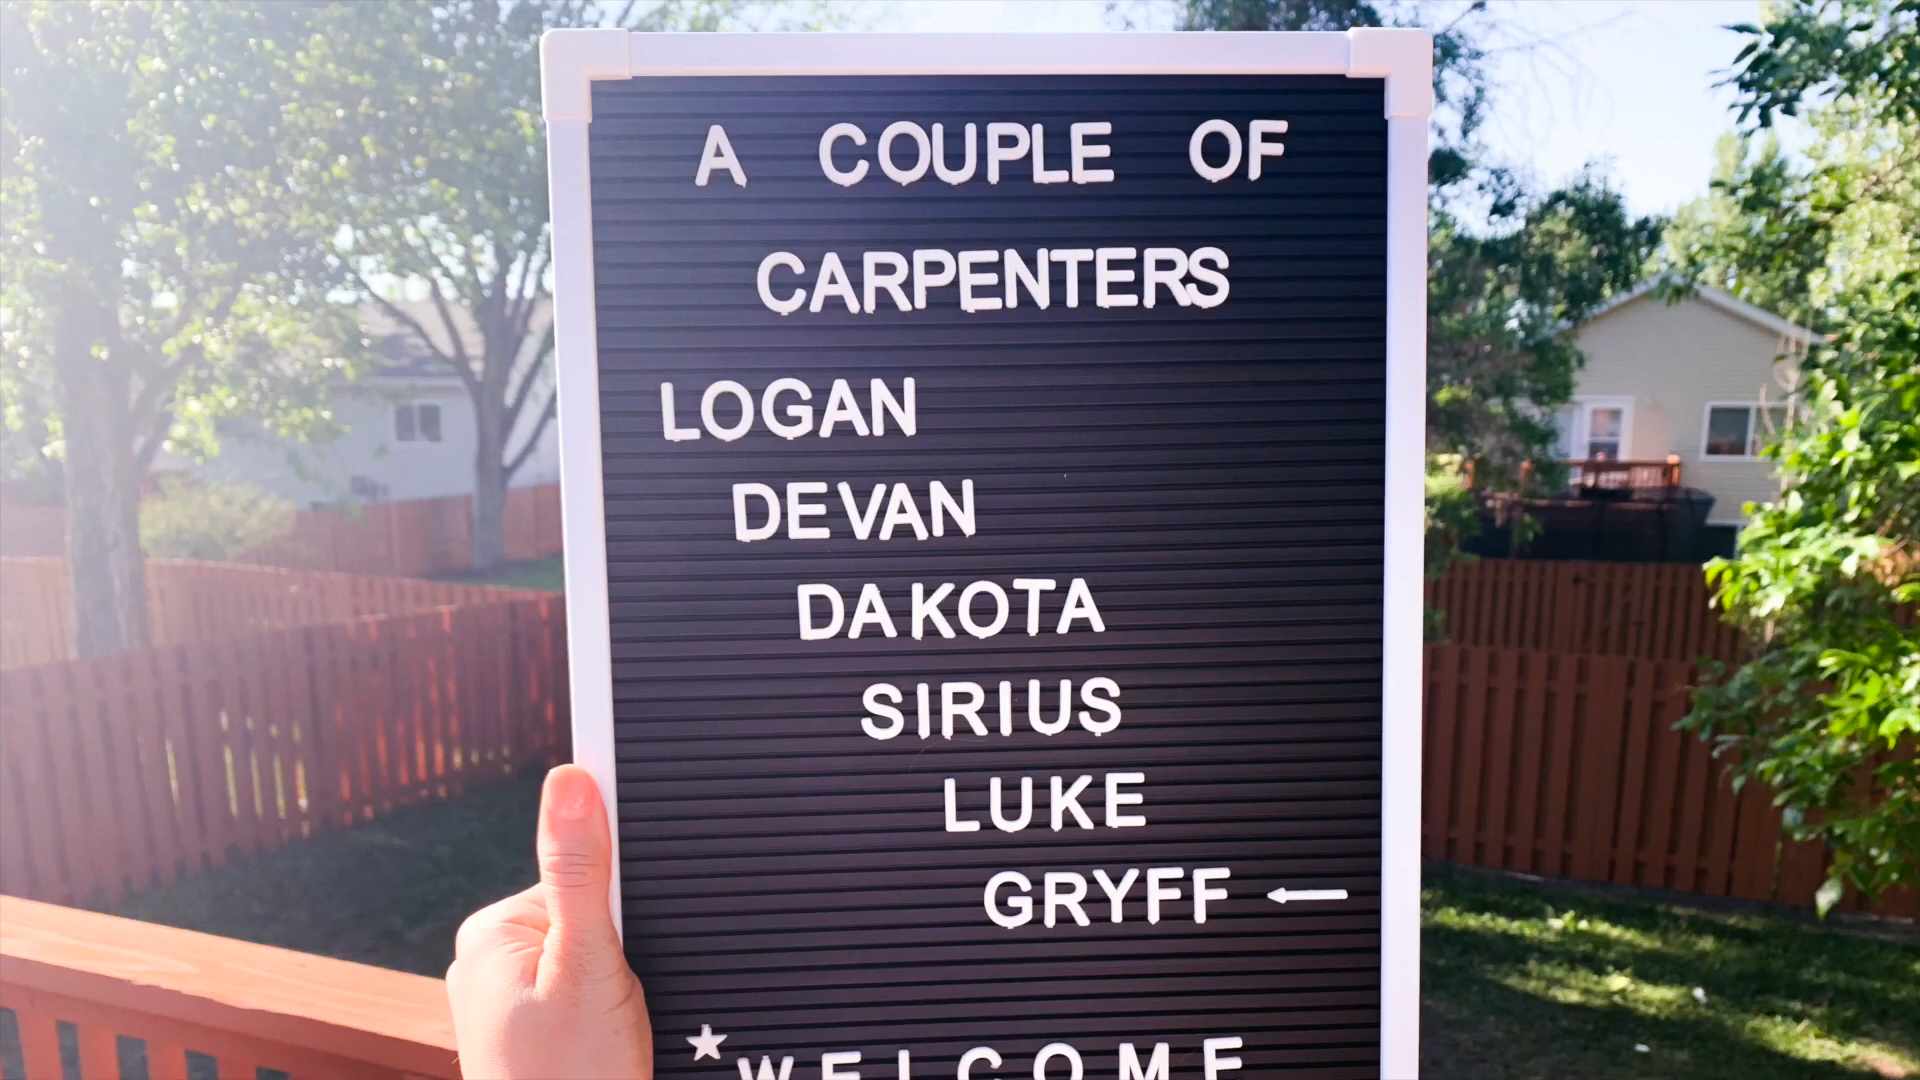 A COUPLE OF
CARPENTERS
LOGAN
DEVAN
DAKOTA
SIRIUS
LUKE
GRYFF ←
★WELCOME